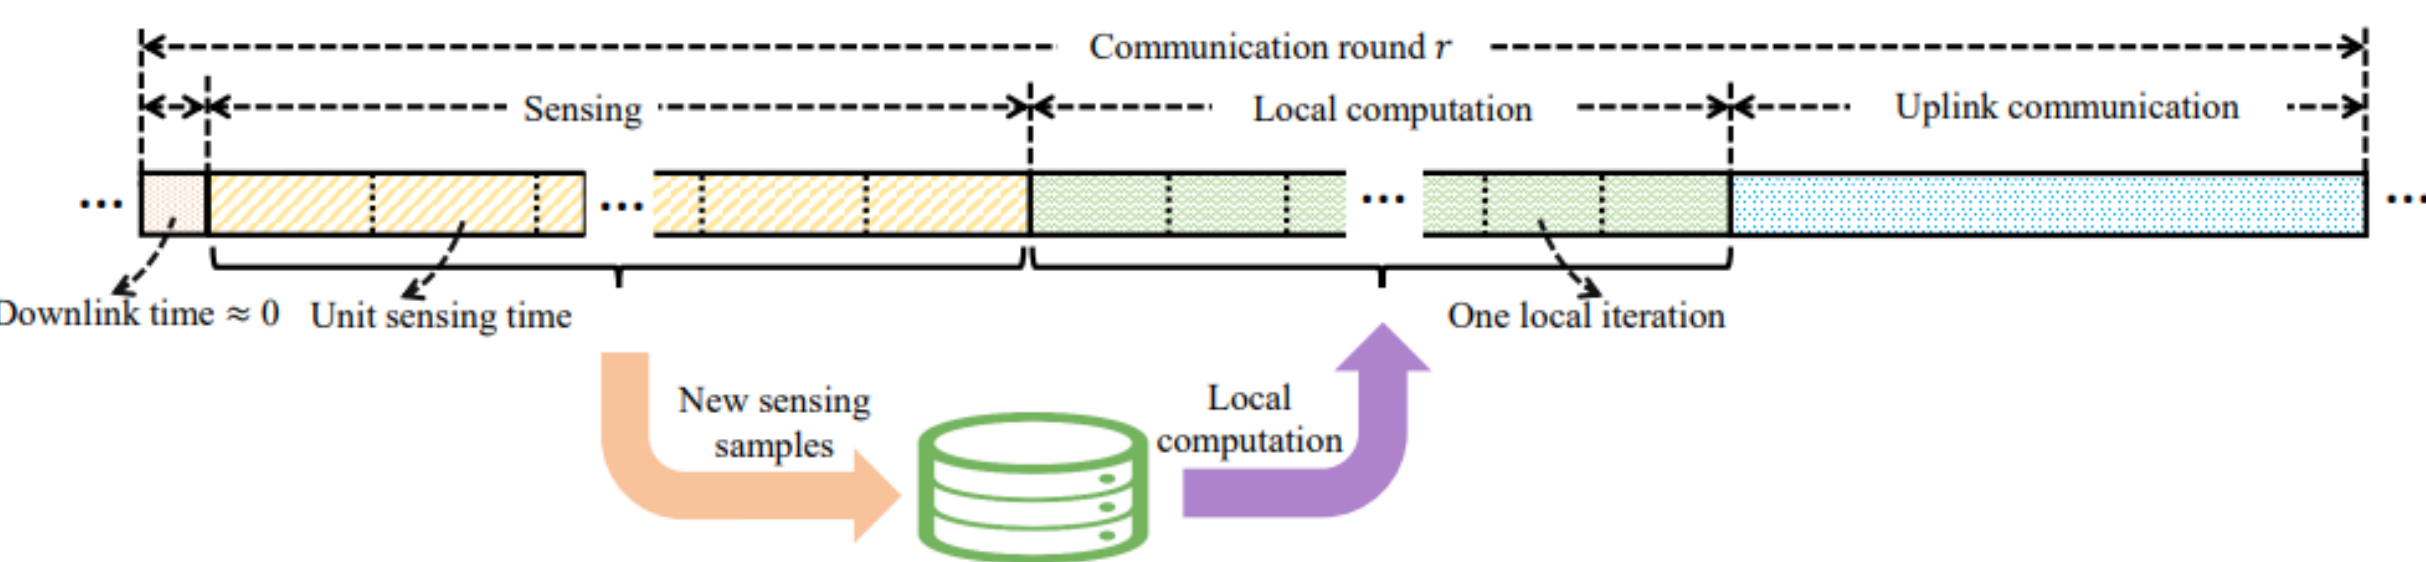 Communication round r
Sensing
Local computation
Uplink communication
...
...
...
...
Downlink time ≈ 0
Unit sensing time
One local iteration
New sensing
samples
Local
computation